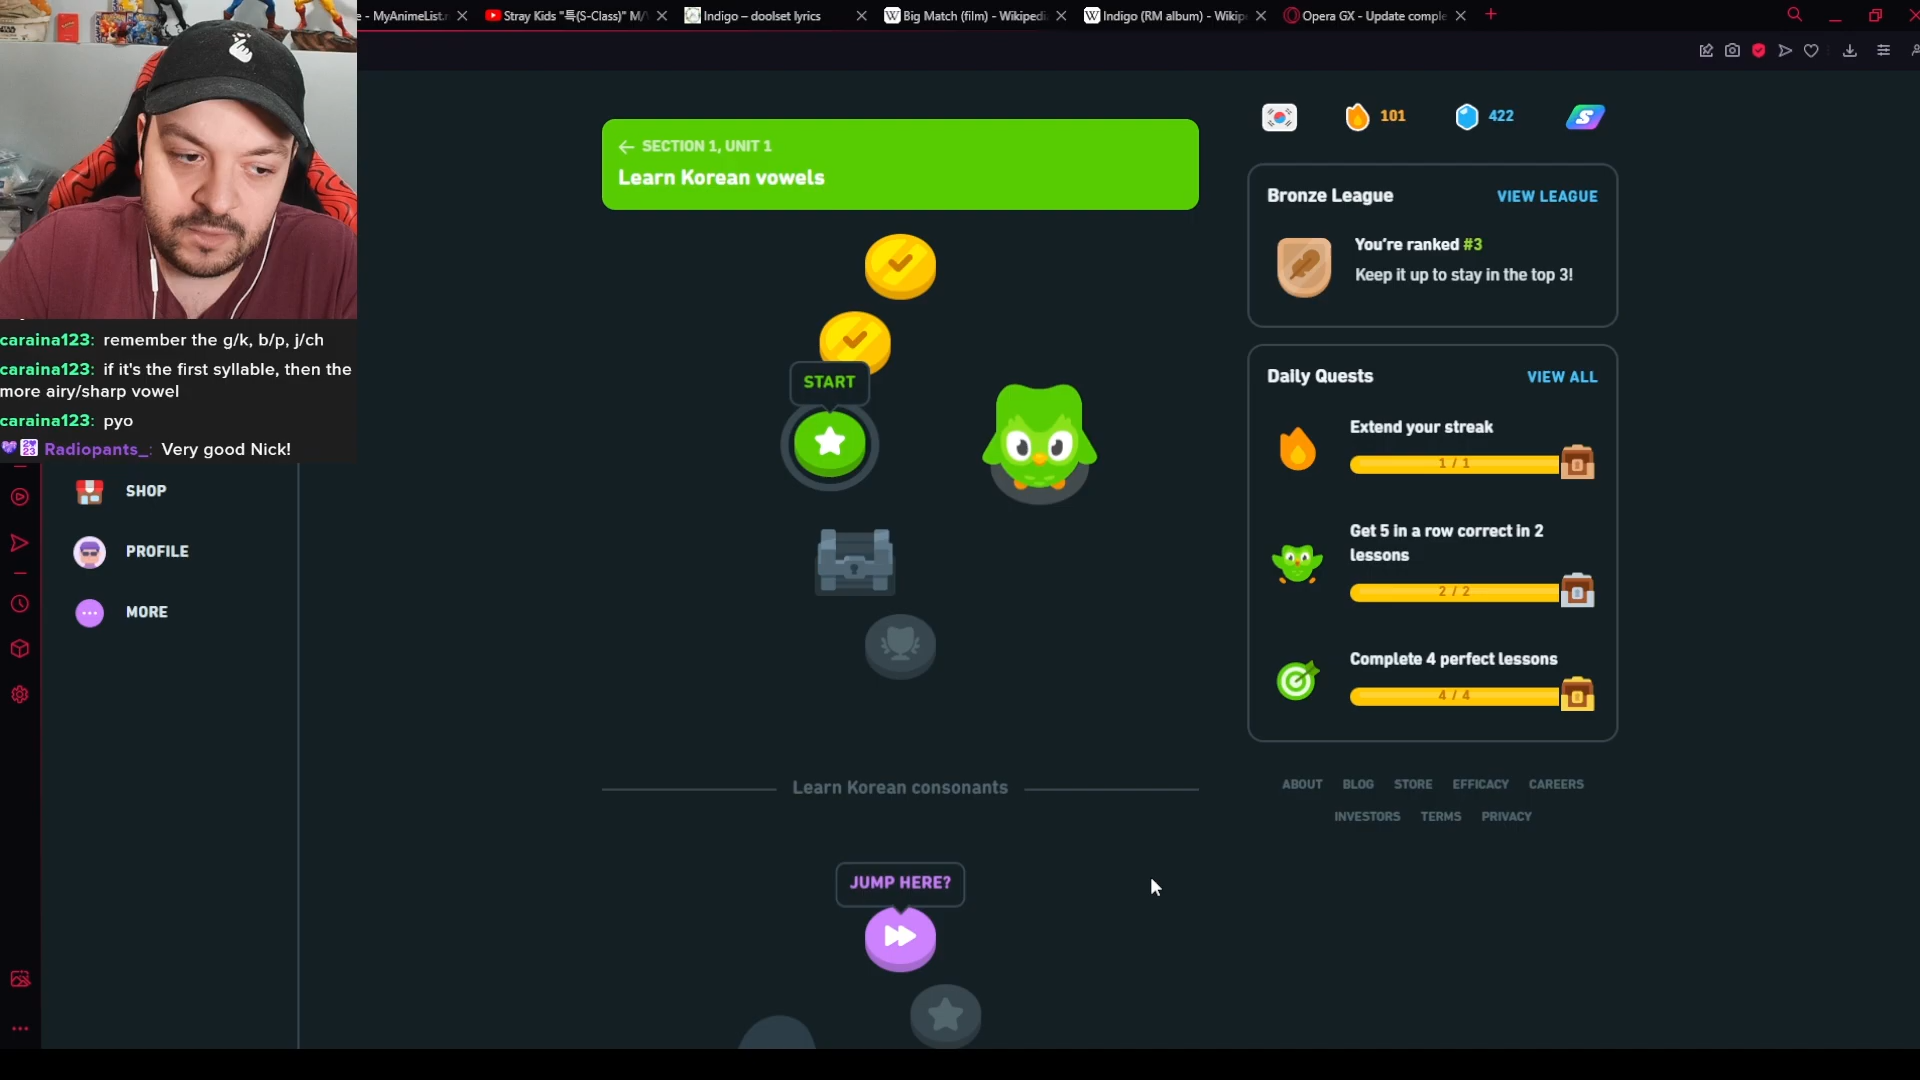 e - MyAnimeList.n
Stray Kids "특(S-Class)" M/V
Indigo – doolset lyrics
Big Match (film) - Wikipedi
Indigo (RM album) - Wikip
Opera GX - Update comple
101
422
SECTION 1, UNIT 1
Learn Korean vowels
Bronze League
VIEW LEAGUE
You're ranked #3
Keep it up to stay in the top 3!
caraina123: remember the g/k, b/p, j/ch
caraina123: if it's the first syllable, then the
more airy/sharp vowel
caraina123: pyo
Radiopants_: Very good Nick!
START
Daily Quests
VIEW ALL
Extend your streak
1 / 1
Get 5 in a row correct in 2
lessons
2 / 2
Complete 4 perfect lessons
4 / 4
SHOP
PROFILE
MORE
Learn Korean consonants
ABOUT BLOG STORE EFFICACY CAREERS
INVESTORS TERMS PRIVACY
JUMP HERE?